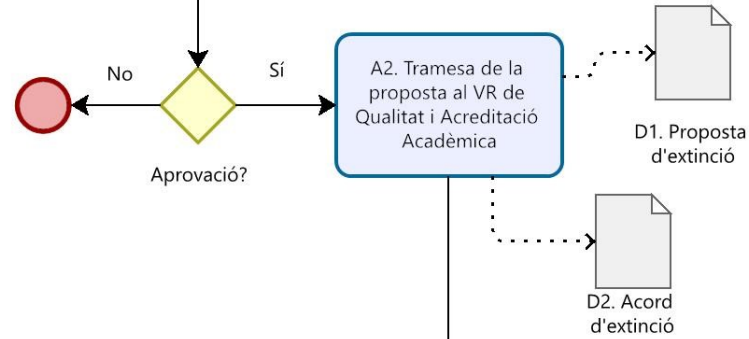 No
Sí
Aprovació?
A2. Tramesa de la
proposta al VR de
Qualitat i Acreditació
Acadèmica
D1. Proposta
d'extinció
D2. Acord
d'extinció